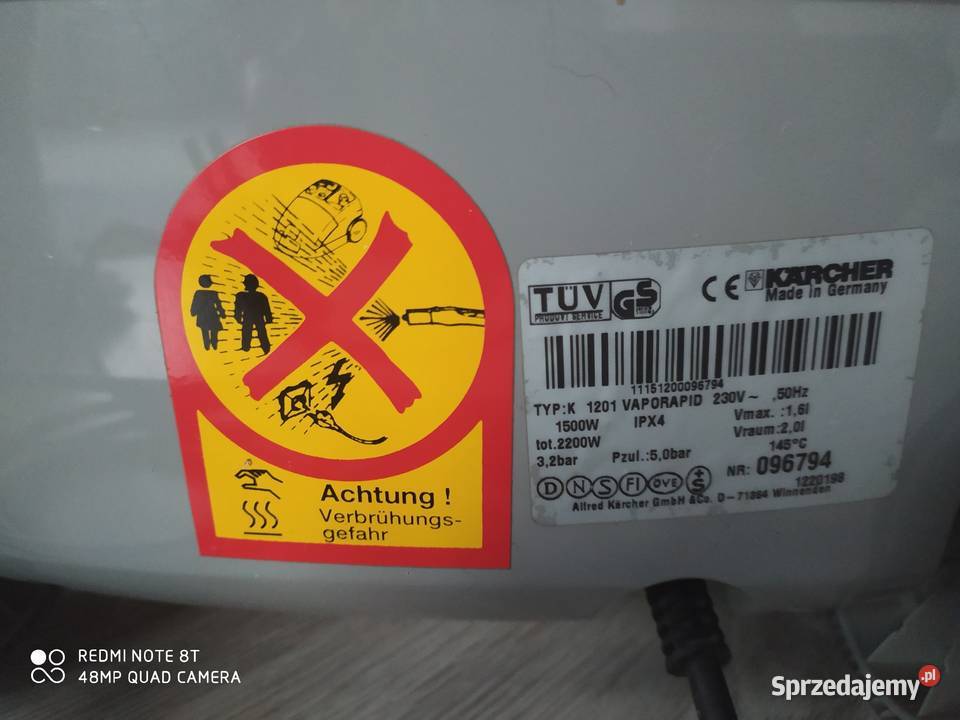 Achtung !
Verbrühungs-
gefahr
TÜV
PRODUCT SERVICE
GS
CE KÄRCHER
Made in Germany
11151200096794
TYP:K 1201 VAPORAPID 230V~ ,50Hz
1500W IPX4 Vmax. :1,6l
tot.2200W Vraum:2,0l
145°C
3,2bar Pzul.:5,0bar
NR: 096794
D N S FI ÖVE S
1220198
Alfred Kärcher GmbH &Co. D-71364 Winnenden
REDMI NOTE 8T
48MP QUAD CAMERA
Sprzedajemy.pl